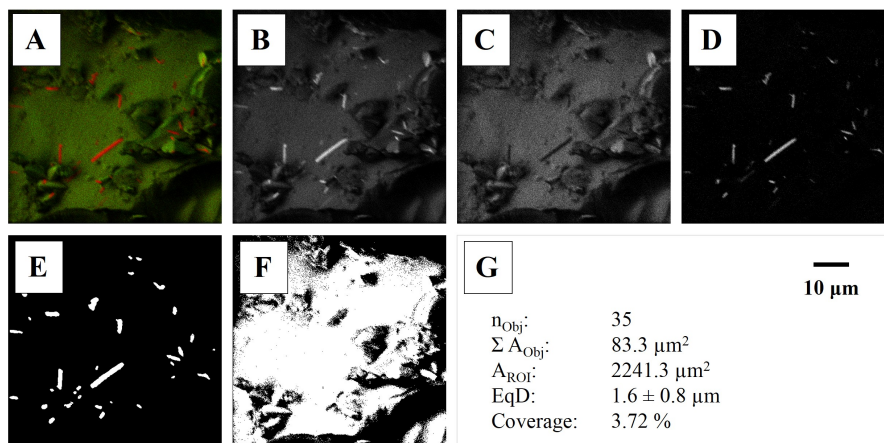 A
B
C
D
E
F
G
10 µm
n_Obj: 35
Σ A_Obj: 83.3 µm²
A_ROI: 2241.3 µm²
EqD: 1.6 ± 0.8 µm
Coverage: 3.72 %